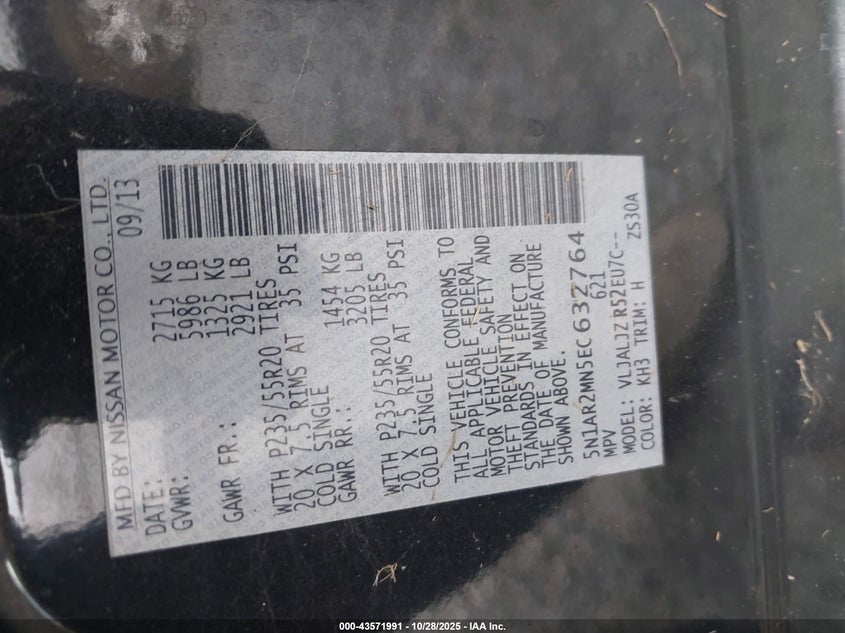 MFD BY NISSAN MOTOR CO., LTD.
DATE: 09/13
GVWR: 2715 KG
5986 LB
GAWR FR.: 1325 KG
2921 LB
WITH P235/55R20 TIRES
20 X 7.5 RIMS AT 35 PSI
COLD SINGLE
GAWR RR.: 1454 KG
3205 LB
WITH P235/55R20 TIRES
20 X 7.5 RIMS AT 35 PSI
COLD SINGLE
THIS VEHICLE CONFORMS TO
ALL APPLICABLE FEDERAL
MOTOR VEHICLE SAFETY AND
THEFT PREVENTION
STANDARDS IN EFFECT ON
THE DATE OF MANUFACTURE
SHOWN ABOVE.
5N1AR2MN5EC632764
MPV 621
MODEL: VLJALJZ R52EU7C--
COLOR: KH3 TRIM: H ZS30A
000-43571991 - 10/28/2025 - IAA Inc.